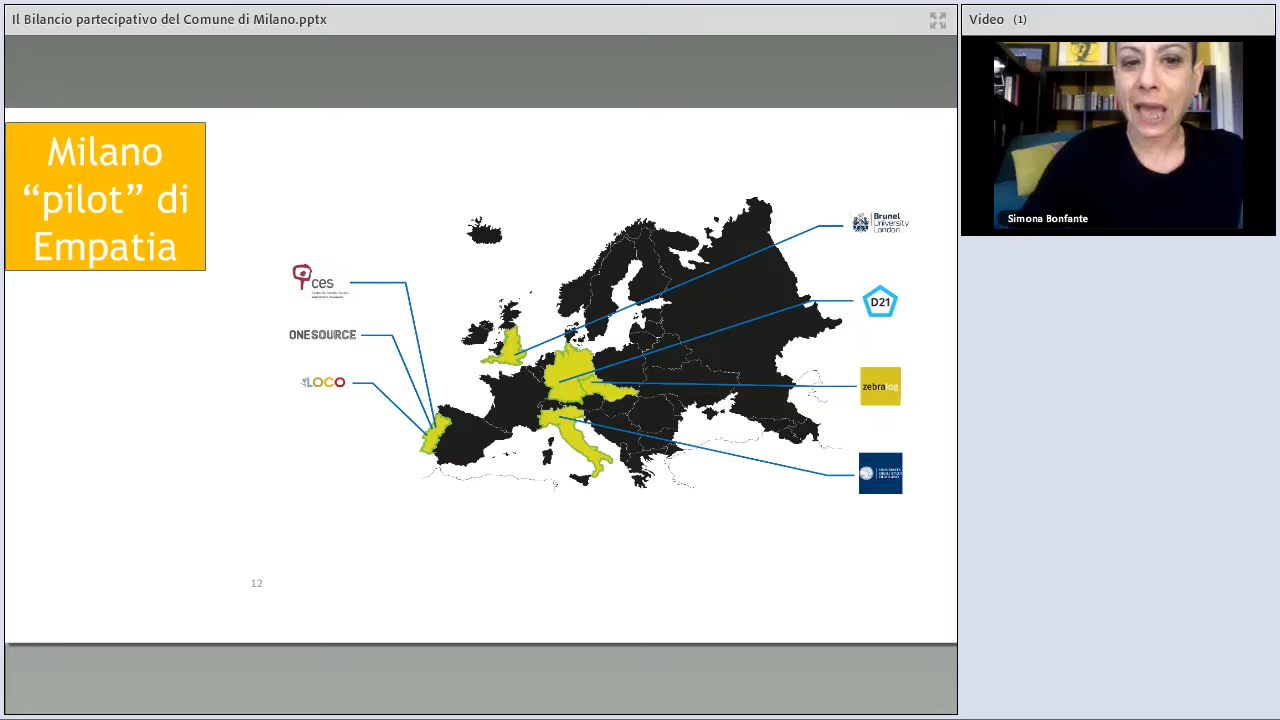 Il Bilancio partecipativo del Comune di Milano.pptx
Video (1)
Simona Bonfante
Milano
“pilot” di
Empatia
Brunel
University
London
ces
D21
ONESOURCE
LOCO
zebralog
12